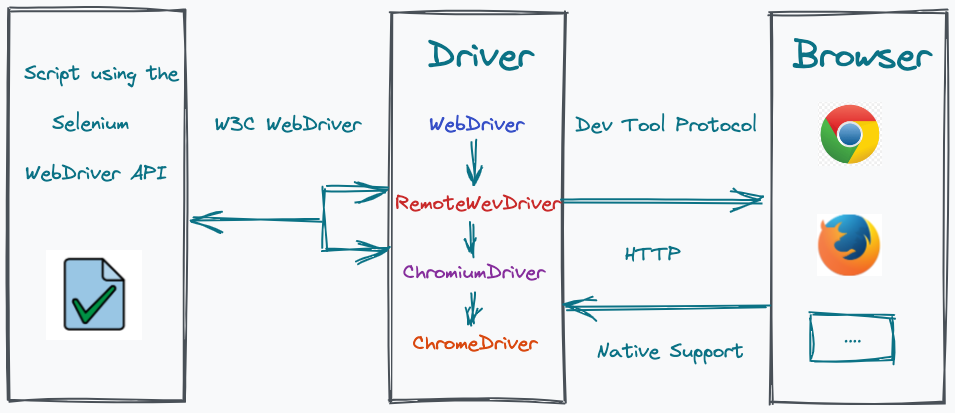 Script using the
Selenium
WebDriver API
W3C WebDriver
Driver
WebDriver
RemoteWevDriver
ChromiumDriver
ChromeDriver
Dev Tool Protocol
HTTP
Native Support
Browser
....